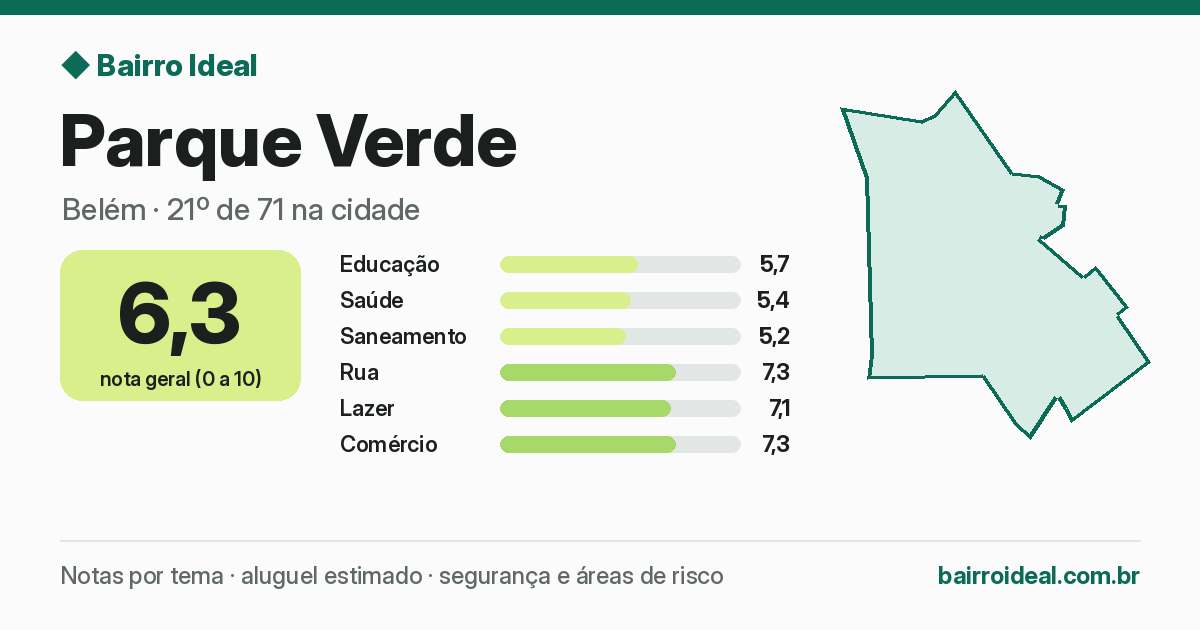 Bairro Ideal
Parque Verde
Belém · 21º de 71 na cidade
6,3
nota geral (0 a 10)
Educação 5,7
Saúde 5,4
Saneamento 5,2
Rua 7,3
Lazer 7,1
Comércio 7,3
Notas por tema · aluguel estimado · segurança e áreas de risco
bairroideal.com.br